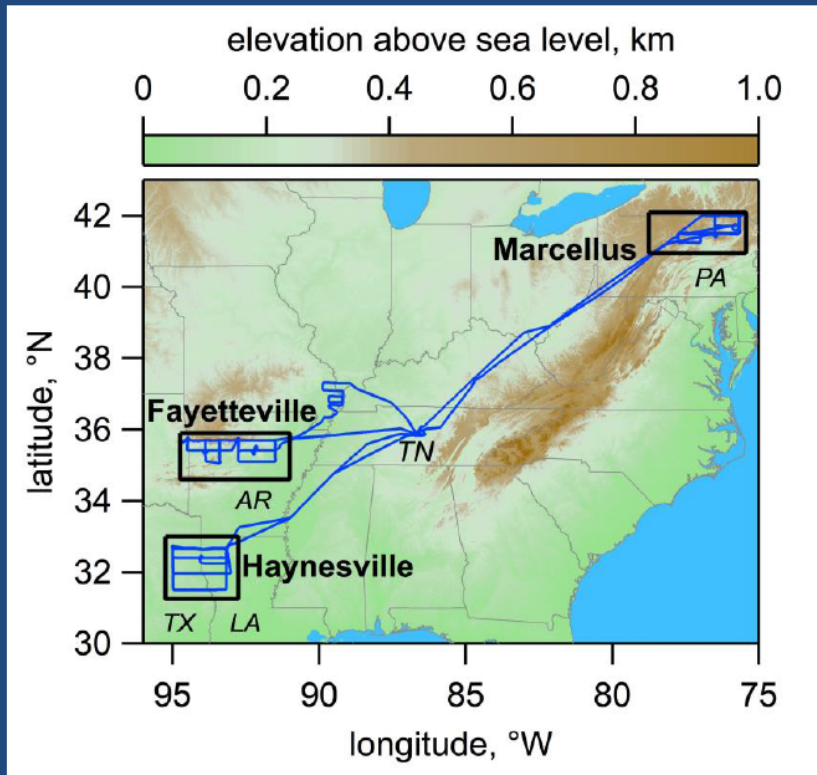 elevation above sea level, km
0 0.2 0.4 0.6 0.8 1.0
42
40
38
36
34
32
30
latitude, °N
Marcellus
PA
Fayetteville
TN
AR
Haynesville
TX LA
95 90 85 80 75
longitude, °W